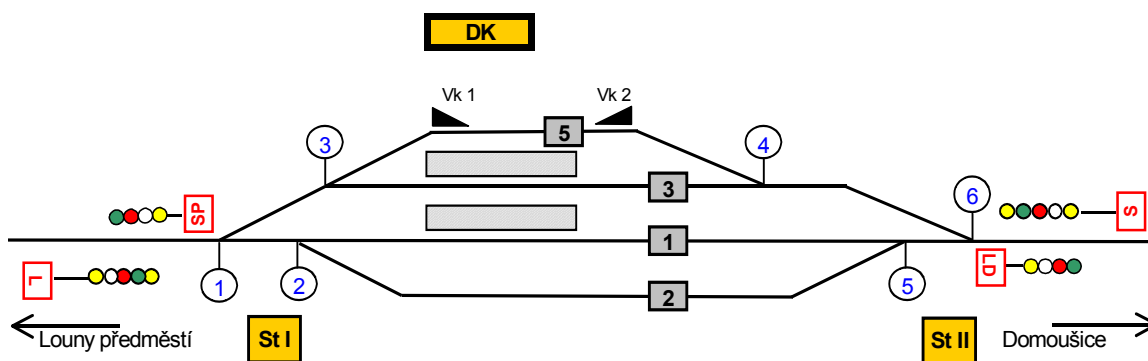 DK
Vk 1
Vk 2
5
3
4
3
6
SP
S
1
L
LD
1
2
5
2
Louny předměstí
St I
St II
Domoušice